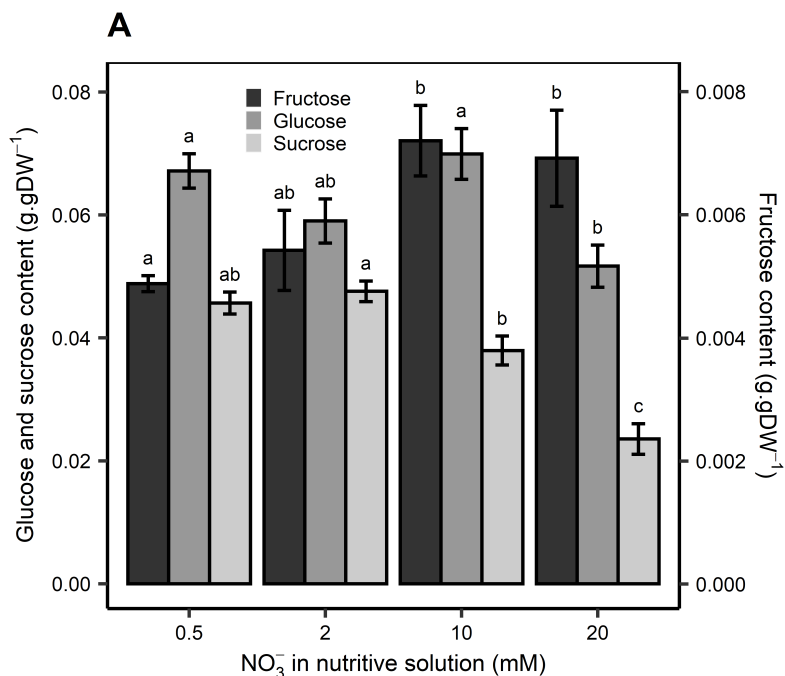 A
Fructose
Glucose
Sucrose
Glucose and sucrose content (g.gDW⁻¹)
0.08
0.06
0.04
0.02
0.00
a
a
ab
ab
ab
a
b
a
b
b
b
c
0.008
0.006
0.004
0.002
0.000
Fructose content (g.gDW⁻¹)
0.5
2
10
20
NO₃⁻ in nutritive solution (mM)